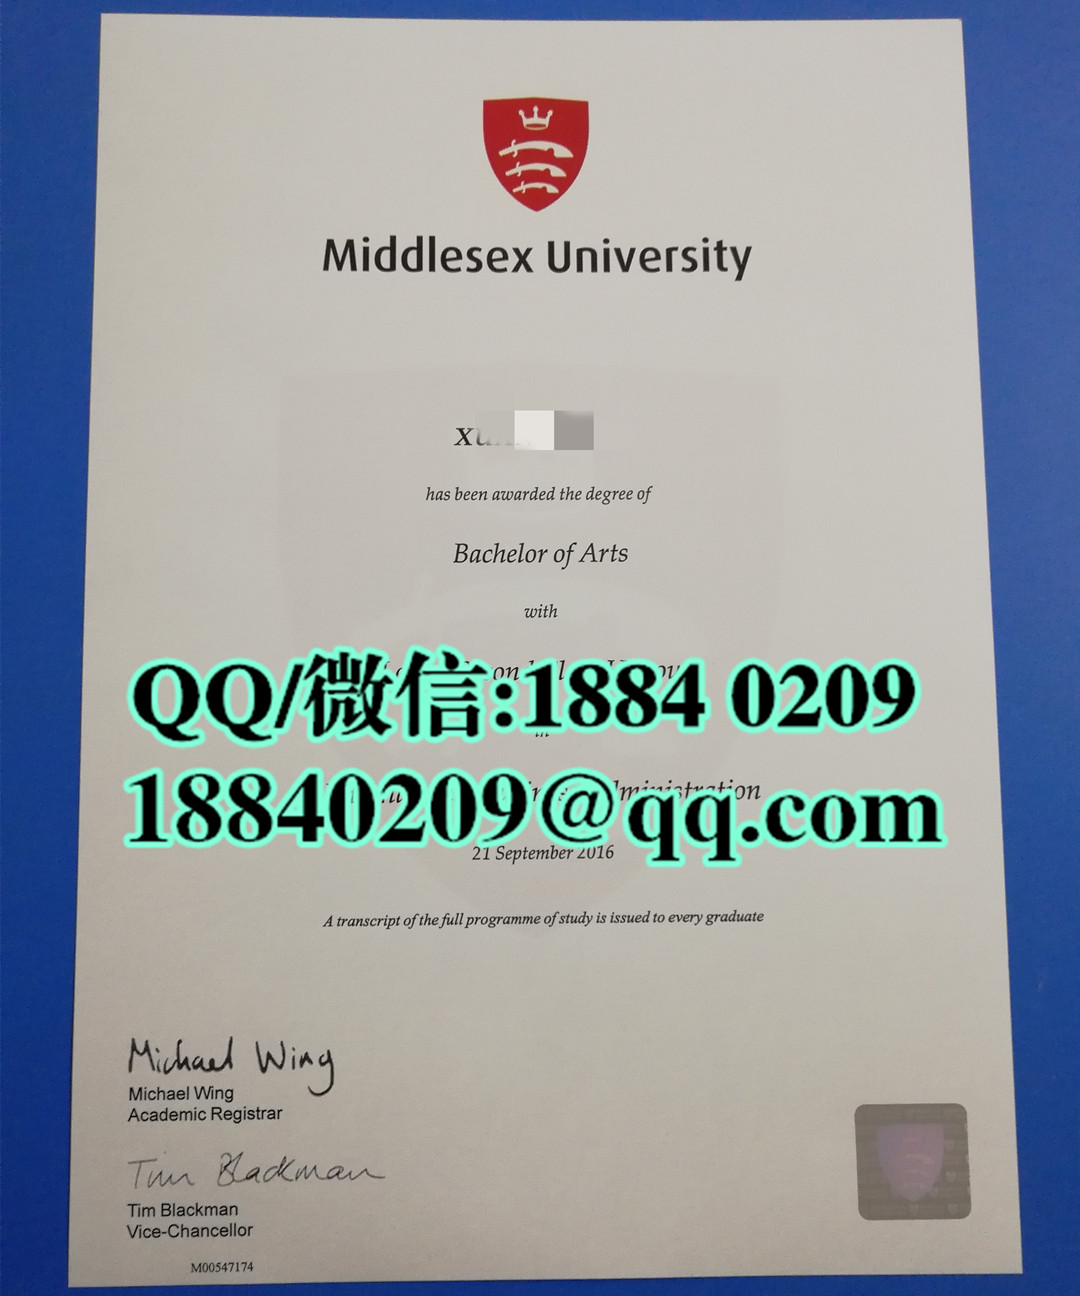 Middlesex University
has been awarded the degree of
Bachelor of Arts
with
QQ/微信:1884 0209
in
18840209@qq.com
21 September 2016
A transcript of the full programme of study is issued to every graduate
Michael Wing
Michael Wing
Academic Registrar
Tim Blackman
Tim Blackman
Vice-Chancellor
M00547174